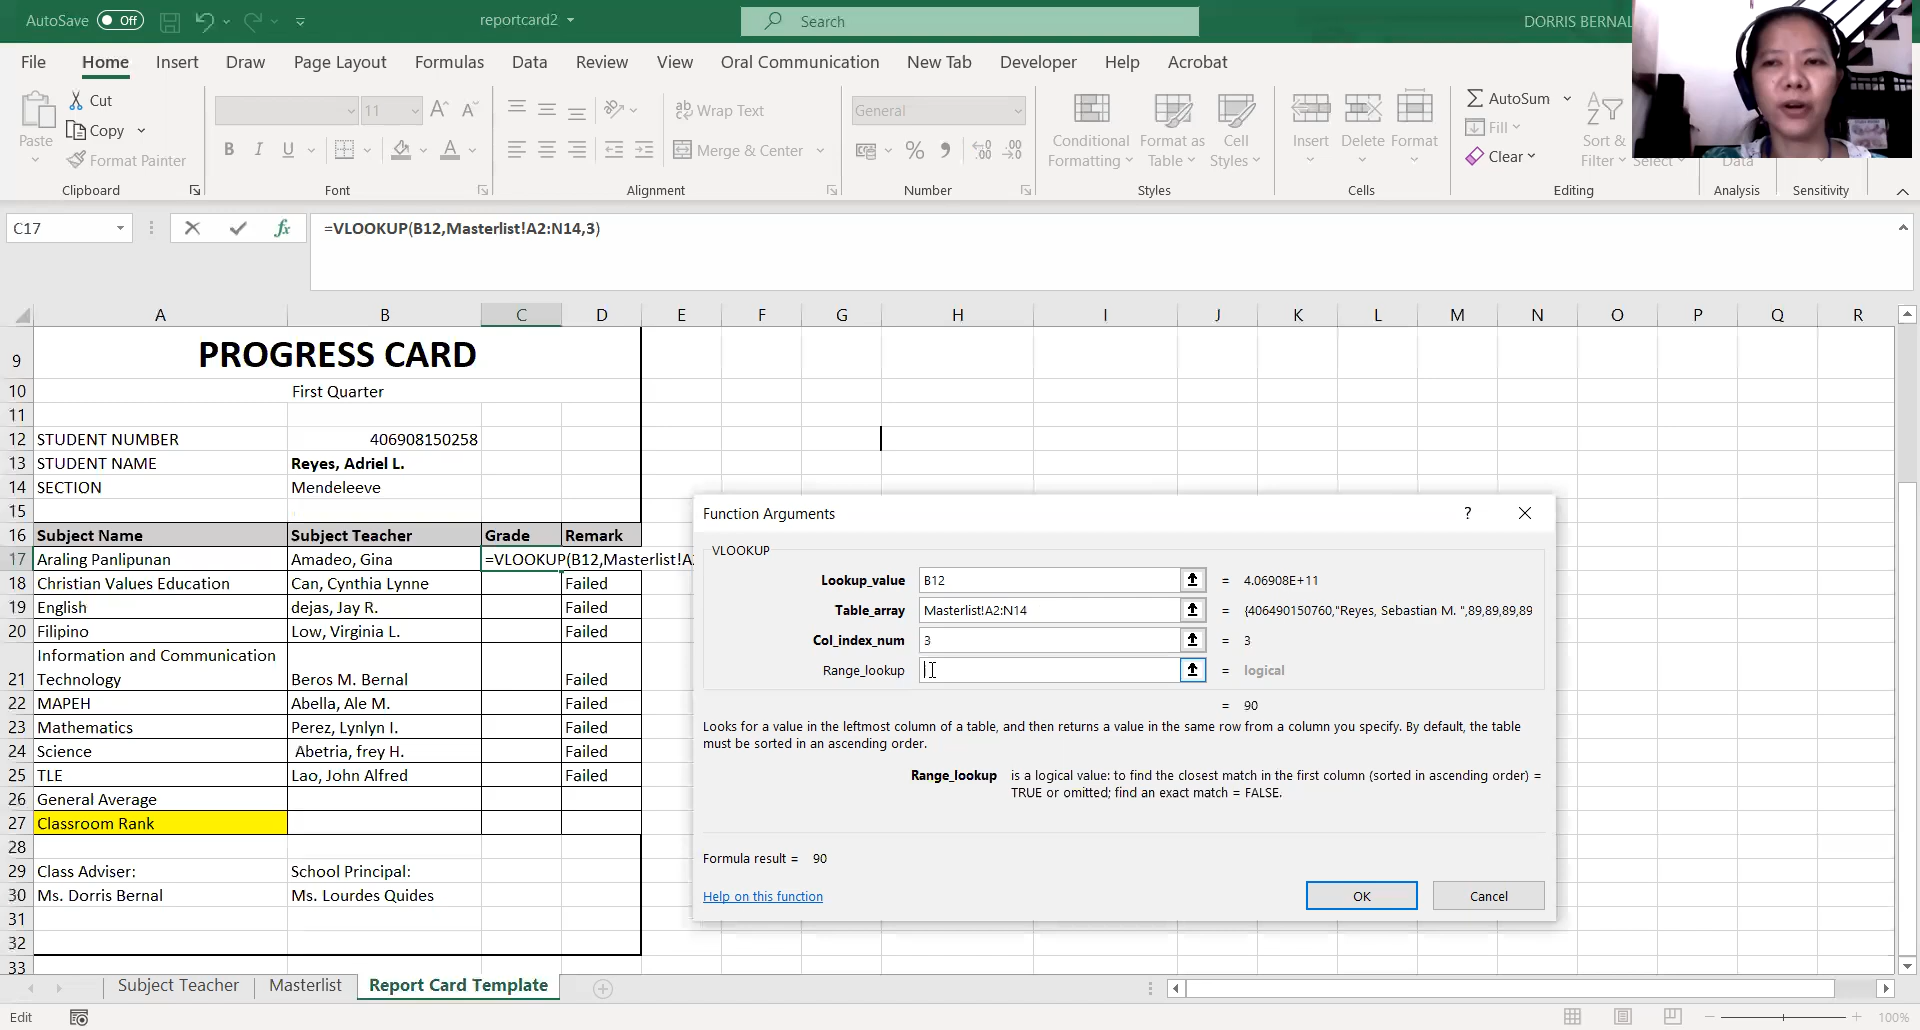 AutoSave Off
reportcard2
Search
DORRIS BERNAL
File Home Insert Draw Page Layout Formulas Data Review View Oral Communication New Tab Developer Help Acrobat
Paste
Cut
Copy
Format Painter
Clipboard
11
B I U
Font
Wrap Text
Merge & Center
Alignment
General
%
Number
Conditional Formatting
Format as Table
Cell Styles
Styles
Insert
Delete
Format
Cells
AutoSum
Fill
Clear
Sort & Filter
Select
Editing
Data
Analysis
Sensitivity
C17
fx
=VLOOKUP(B12,Masterlist!A2:N14,3)
A B C D E F G H I J K L M N O P Q R
9 PROGRESS CARD
10 First Quarter
11
12 STUDENT NUMBER 406908150258
13 STUDENT NAME Reyes, Adriel L.
14 SECTION Mendeleeve
15
16 Subject Name Subject Teacher Grade Remark
17 Araling Panlipunan Amadeo, Gina =VLOOKUP(B12,Masterlist!A2
18 Christian Values Education Can, Cynthia Lynne Failed
19 English dejas, Jay R. Failed
20 Filipino Low, Virginia L. Failed
Information and Communication
21 Technology Beros M. Bernal Failed
22 MAPEH Abella, Ale M. Failed
23 Mathematics Perez, Lynlyn I. Failed
24 Science Abetria, frey H. Failed
25 TLE Lao, John Alfred Failed
26 General Average
27 Classroom Rank
28
29 Class Adviser: School Principal:
30 Ms. Dorris Bernal Ms. Lourdes Quides
31
32
33
Function Arguments
?
VLOOKUP
Lookup_value B12 = 4.06908E+11
Table_array Masterlist!A2:N14 = {406490150760,"Reyes, Sebastian M. ",89,89,89,89
Col_index_num 3 = 3
Range_lookup = logical
= 90
Looks for a value in the leftmost column of a table, and then returns a value in the same row from a column you specify. By default, the table
must be sorted in an ascending order.
Range_lookup is a logical value: to find the closest match in the first column (sorted in ascending order) =
TRUE or omitted; find an exact match = FALSE.
Formula result = 90
Help on this function
OK
Cancel
Subject Teacher Masterlist Report Card Template
Edit
100%